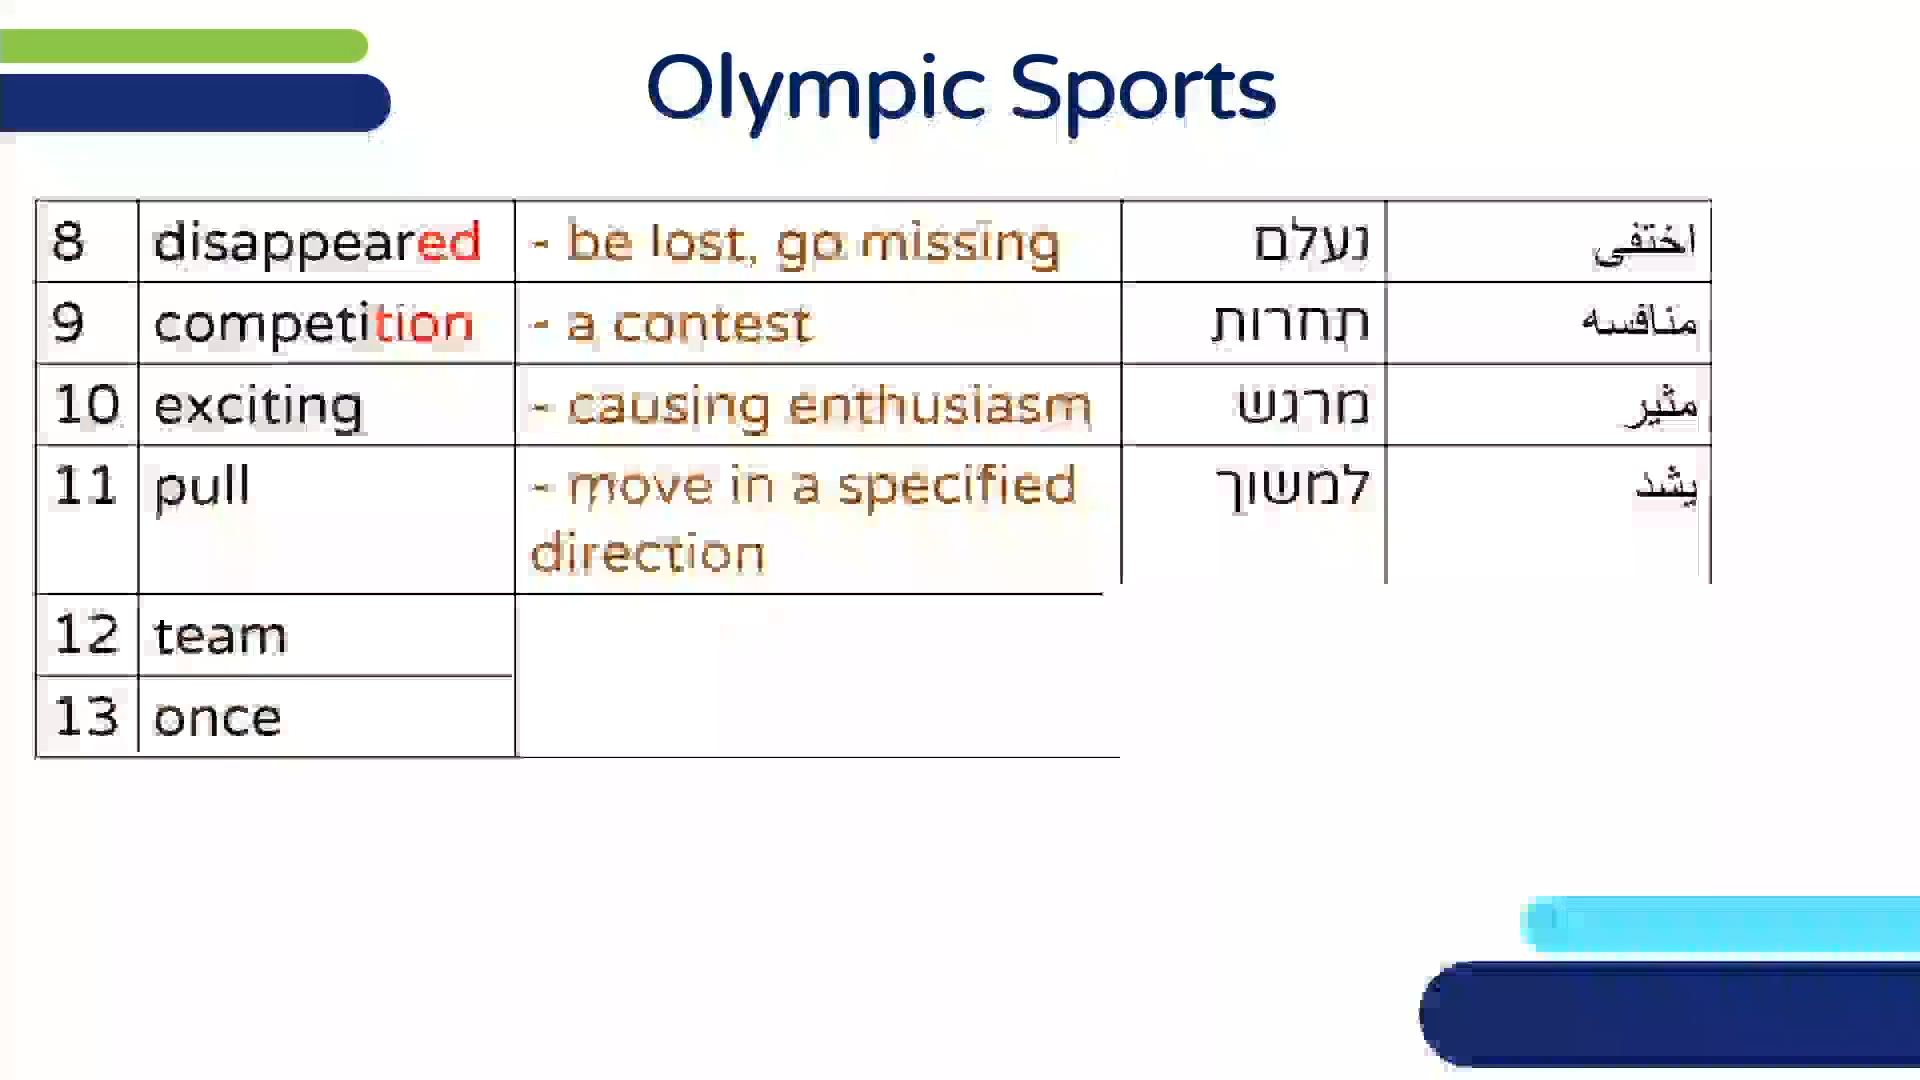 Olympic Sports
8 disappeared - be lost, go missing נעלם اختفى
9 competition - a contest תחרות منافسه
10 exciting - causing enthusiasm מרגש مثير
11 pull - move in a specified למשוך يشد
direction
12 team
13 once